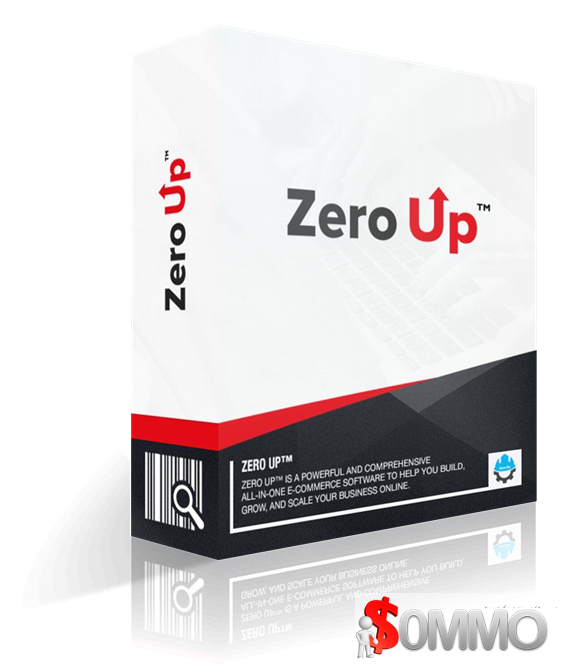 Zero Up™
Zero Up™
ZERO UP™
ZERO UP™ IS A POWERFUL AND COMPREHENSIVE
ALL-IN-ONE E-COMMERCE SOFTWARE TO HELP YOU BUILD,
GROW, AND SCALE YOUR BUSINESS ONLINE.
$OMMO